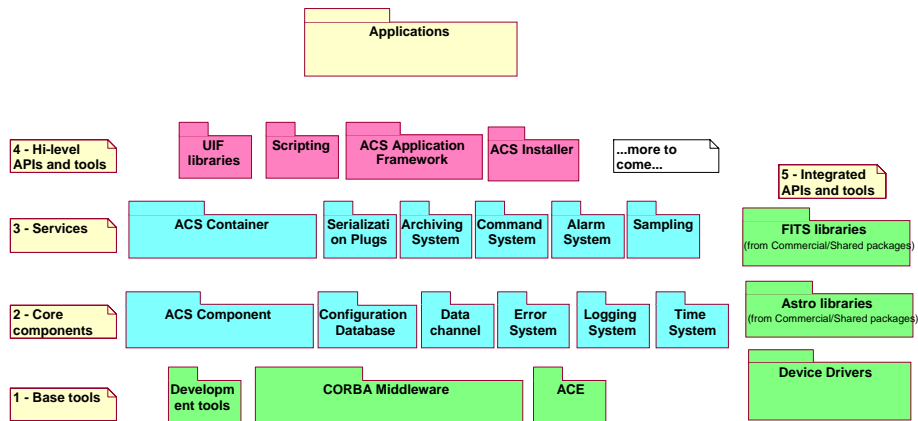 Applications
4 - Hi-level
APIs and tools
UIF
libraries
Scripting
ACS Application
Framework
ACS Installer
...more to
come...
5 - Integrated
APIs and tools
3 - Services
ACS Container
Serializati
on Plugs
Archiving
System
Command
System
Alarm
System
Sampling
FITS libraries
(from Commercial/Shared packages)
2 - Core
components
ACS Component
Configuration
Database
Data
channel
Error
System
Logging
System
Time
System
Astro libraries
(from Commercial/Shared packages)
1 - Base tools
Developm
ent tools
CORBA Middleware
ACE
Device Drivers